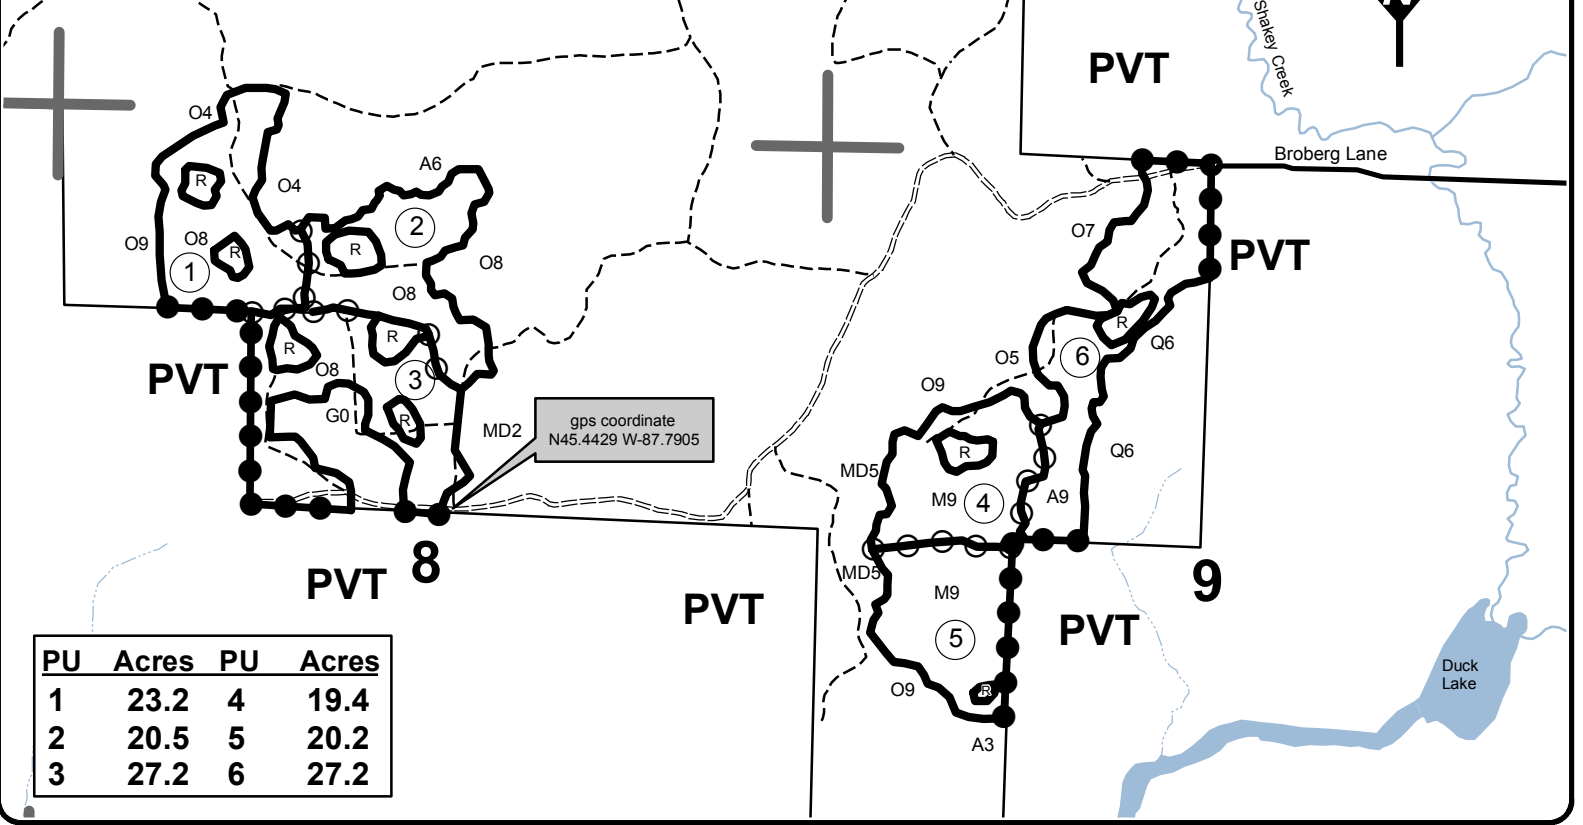 Shakey Creek
PVT
Broberg Lane
O4
A6
R
O4
2
O7
O9
O8
R
R
O8
PVT
1
O8
R
R
R
Q6
O5
6
PVT
O8
3
O9
G0
R
MD2
gps coordinate
N45.4429 W-87.7905
R
Q6
MD5
M9
4
A9
8
PVT
MD5
M9
9
PVT
PVT
5
Duck
Lake
O9
R
A3
PU Acres PU Acres
1 23.2 4 19.4
2 20.5 5 20.2
3 27.2 6 27.2